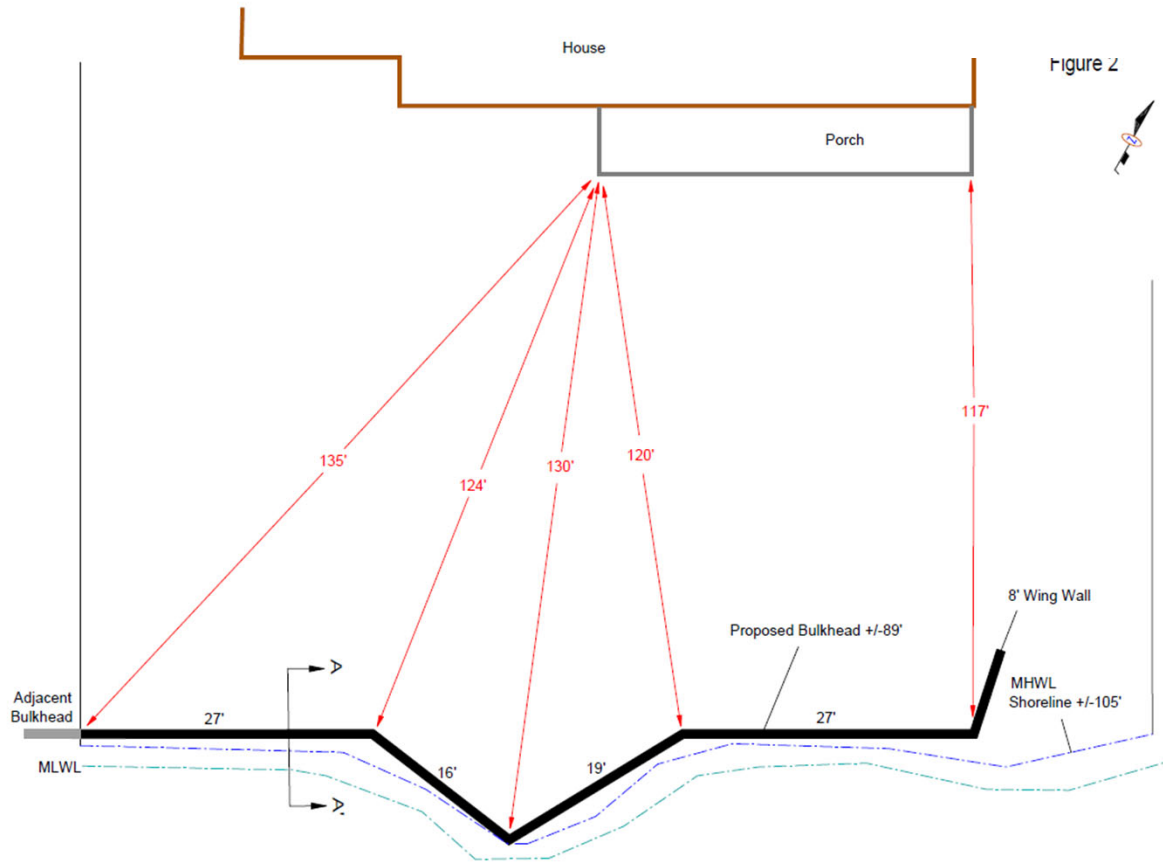 House
Figure 2
Porch
N
117'
135'
124'
130'
120'
8' Wing Wall
Proposed Bulkhead +/-89'
MHWL
Shoreline +/-105'
A
Adjacent
Bulkhead
27'
27'
MLWL
16'
19'
A'